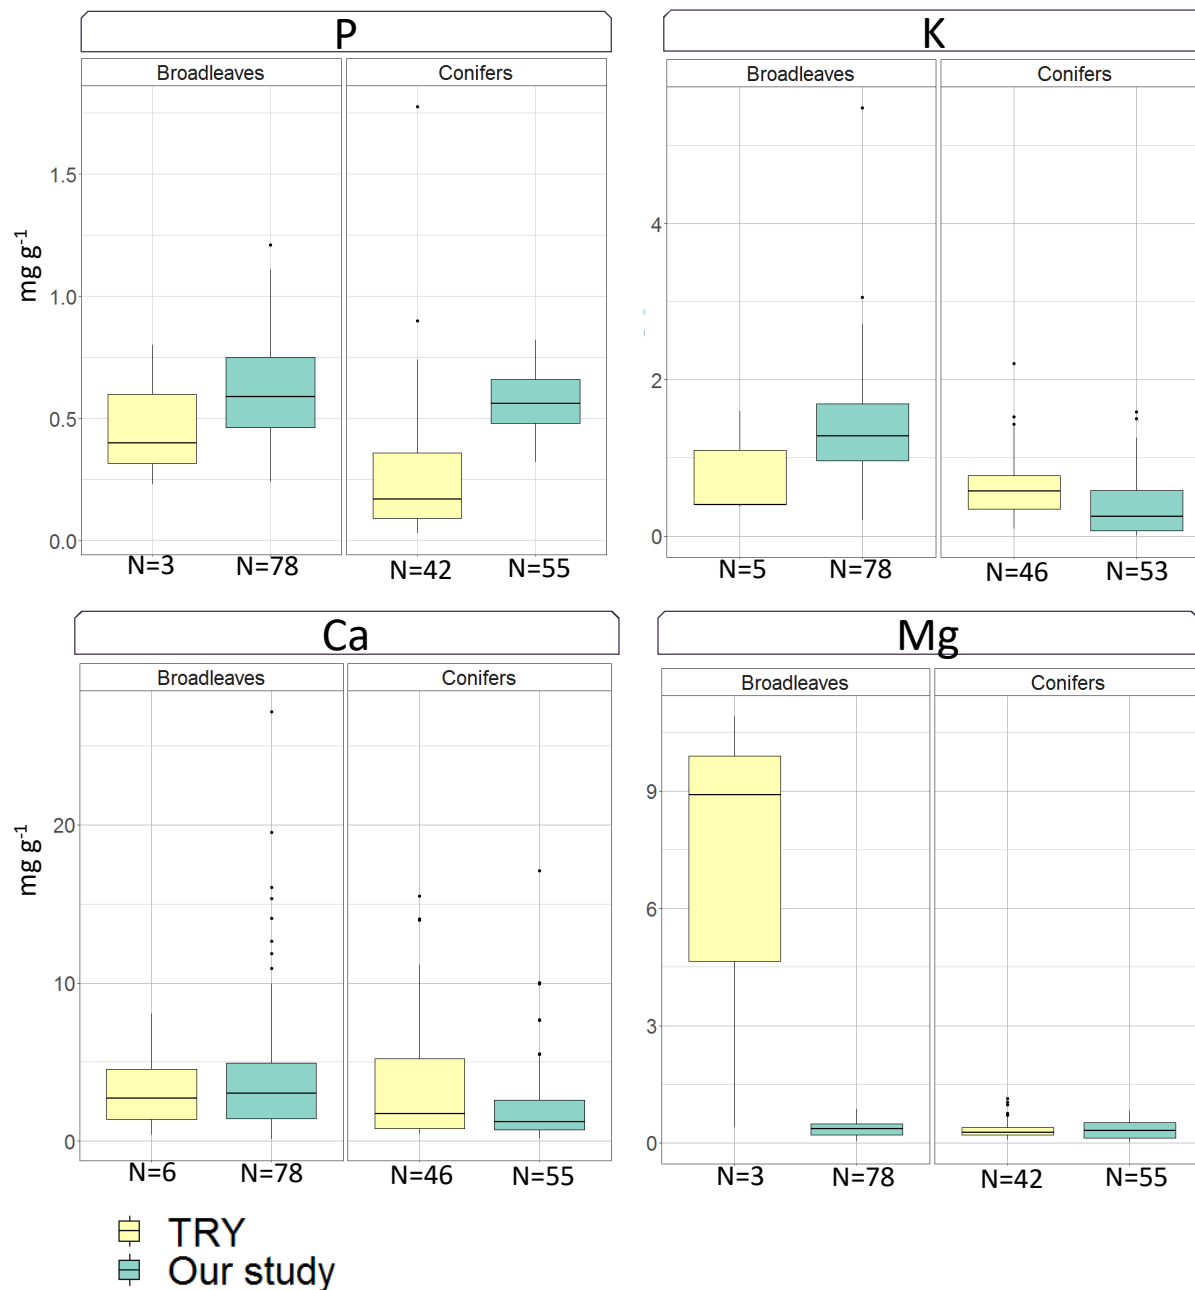 P
K
Broadleaves
Conifers
Broadleaves
Conifers
1.5
1.0
0.5
0.0
mg g-1
4
2
0
N=3
N=78
N=42
N=55
N=5
N=78
N=46
N=53
Ca
Mg
Broadleaves
Conifers
Broadleaves
Conifers
20
10
0
mg g-1
9
6
3
0
N=6
N=78
N=46
N=55
N=3
N=78
N=42
N=55
TRY
Our study